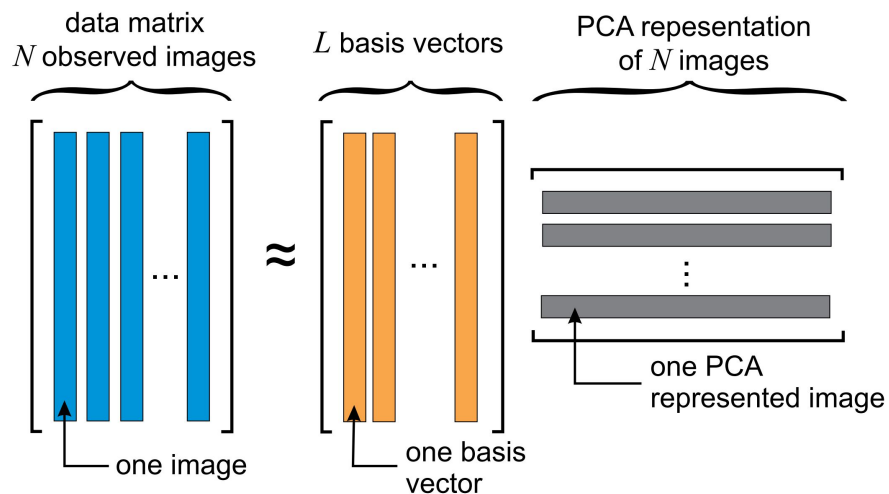 data matrix
N observed images
L basis vectors
PCA repesentation
of N images
...
≈
...
⋮
one image
one basis
vector
one PCA
represented image